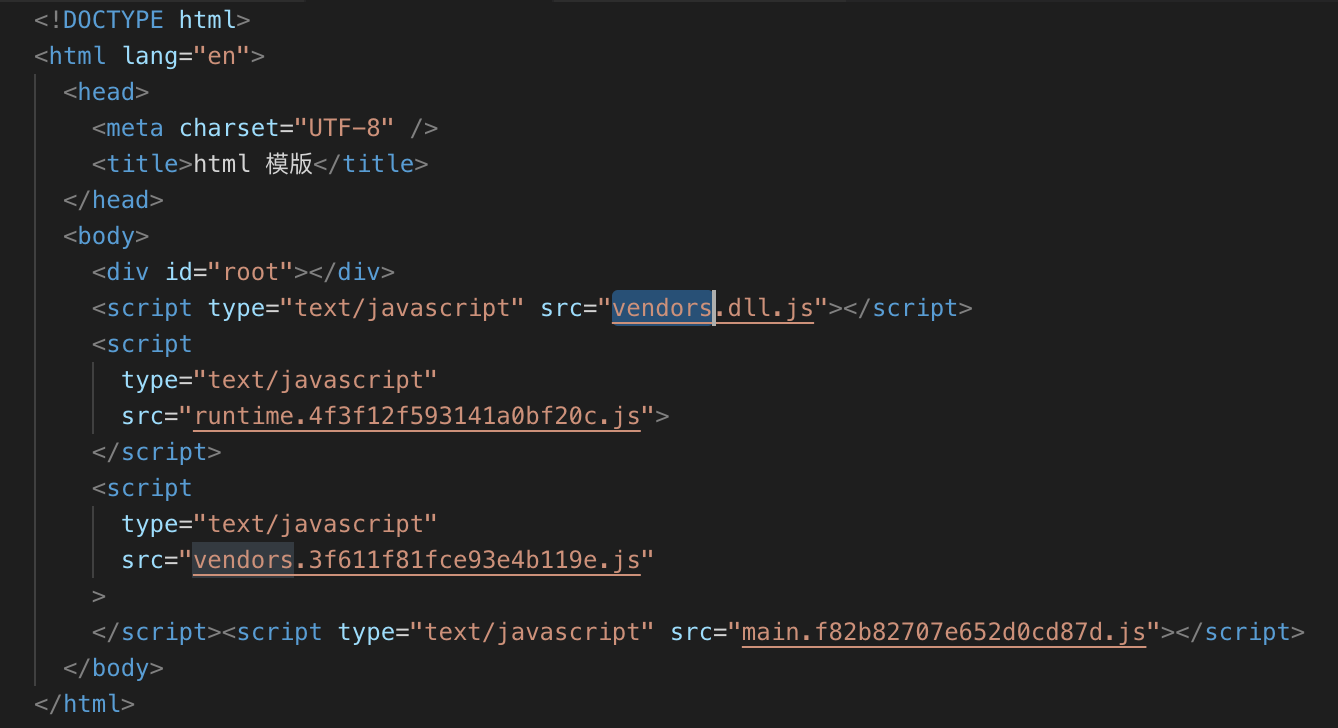 <!DOCTYPE html>
<html lang="en">
<head>
<meta charset="UTF-8" />
<title>html 模版</title>
</head>
<body>
<div id="root"></div>
<script type="text/javascript" src="vendors.dll.js"></script>
<script
type="text/javascript"
src="runtime.4f3f12f593141a0bf20c.js">
</script>
<script
type="text/javascript"
src="vendors.3f611f81fce93e4b119e.js"
>
</script><script type="text/javascript" src="main.f82b82707e652d0cd87d.js"></script>
</body>
</html>